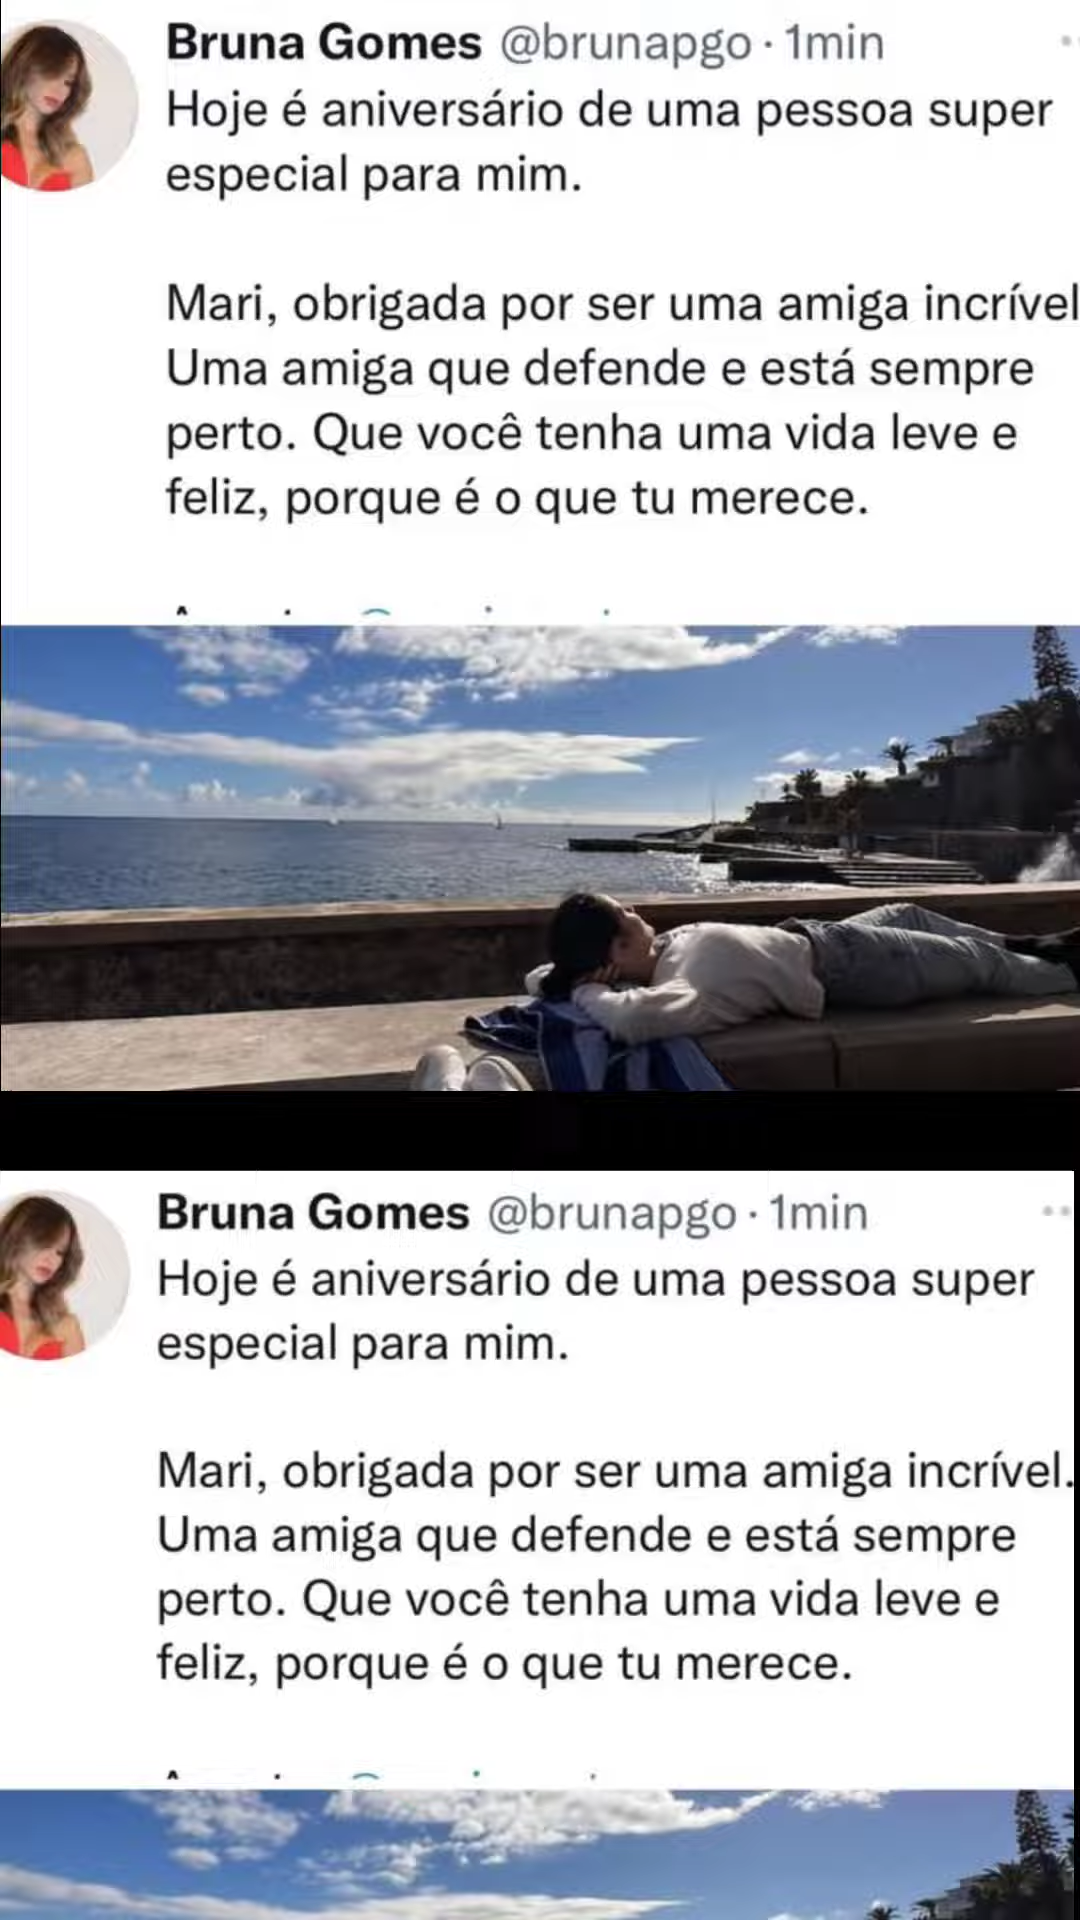 Bruna Gomes @brunapgo · 1min
Hoje é aniversário de uma pessoa super
especial para mim.
Mari, obrigada por ser uma amiga incrível
Uma amiga que defende e está sempre
perto. Que você tenha uma vida leve e
feliz, porque é o que tu merece.
Bruna Gomes @brunapgo · 1min
Hoje é aniversário de uma pessoa super
especial para mim.
Mari, obrigada por ser uma amiga incrível.
Uma amiga que defende e está sempre
perto. Que você tenha uma vida leve e
feliz, porque é o que tu merece.